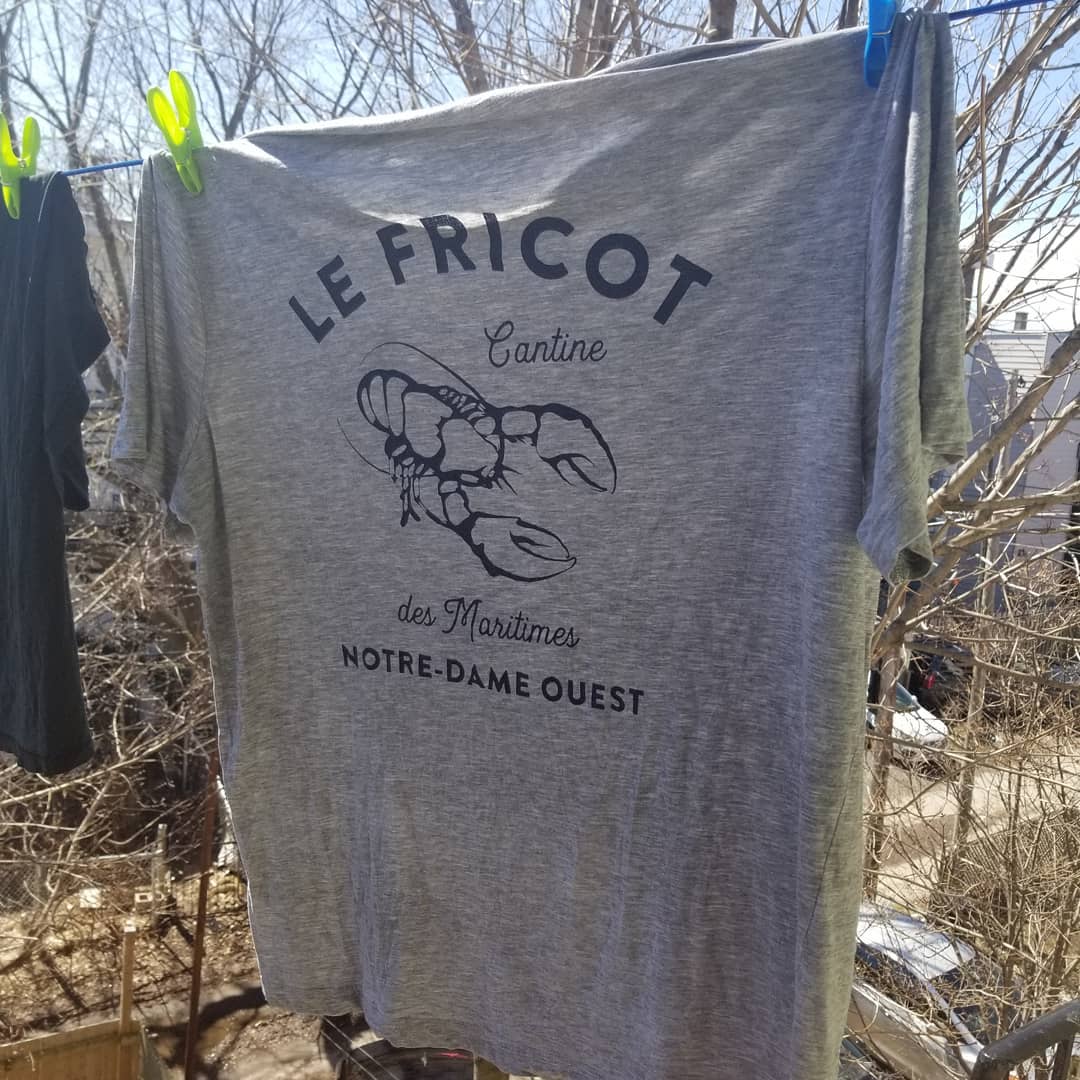 LE FRICOT
Cantine
des Maritimes
NOTRE-DAME OUEST